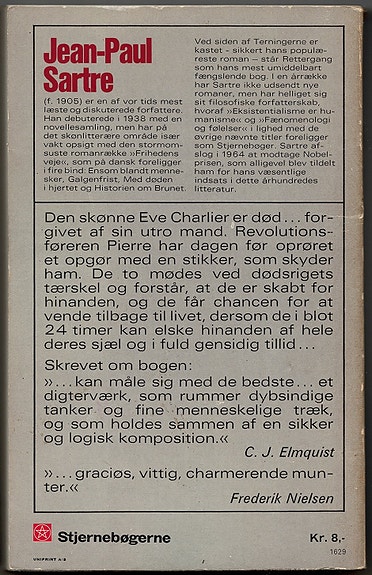 Jean-Paul
Sartre
(f. 1905) er en af vor tids mest
læste og diskuterede forfattere.
Han debuterede i 1938 med en
novellesamling, men har på
det skønlitterære område især
vakt opsigt med den stormom-
suste romanrække »Frihedens
veje«, som på dansk foreligger
i fire bind: Ensom blandt menne-
sker, Galgenfrist, Med døden
i hjertet og Historien om Brunet.
Ved siden af Terningerne er
kastet – sikkert hans populæ-
reste roman – står Rettergang
som hans mest umiddelbart
fængslende bog. I en årrække
har Sartre ikke udsendt nye
romaner, men har helliget sig
sit filosofiske forfatterskab,
hvoraf »Eksistentialisme er hu-
manisme« og »Fænomenologi
og følelser« i lighed med de
øvrige nævnte titler foreligger
som Stjernebøger. Sartre af-
slog i 1964 at modtage Nobel-
prisen, som alligevel blev tildelt
ham for hans væsentlige
indsats i dette århundredes
litteratur.
Den skønne Eve Charlier er død... for-
givet af sin utro mand. Revolutions-
føreren Pierre har dagen før oprøret
et opgør med en stikker, som skyder
ham. De to mødes ved dødsrigets
tærskel og forstår, at de er skabt for
hinanden, og de får chancen for at
vende tilbage til livet, dersom de i blot
24 timer kan elske hinanden af hele
deres sjæl og i fuld gensidig tillid...
Skrevet om bogen:
»...kan måle sig med de bedste... et
digterværk, som rummer dybsindige
tanker og fine menneskelige træk,
og som holdes sammen af en sikker
og logisk komposition.«
C. J. Elmquist
»...graciøs, vittig, charmerende mun-
ter.«
Frederik Nielsen
Stjernebøgerne
Kr. 8,-
1629
UNIPRINT A/S